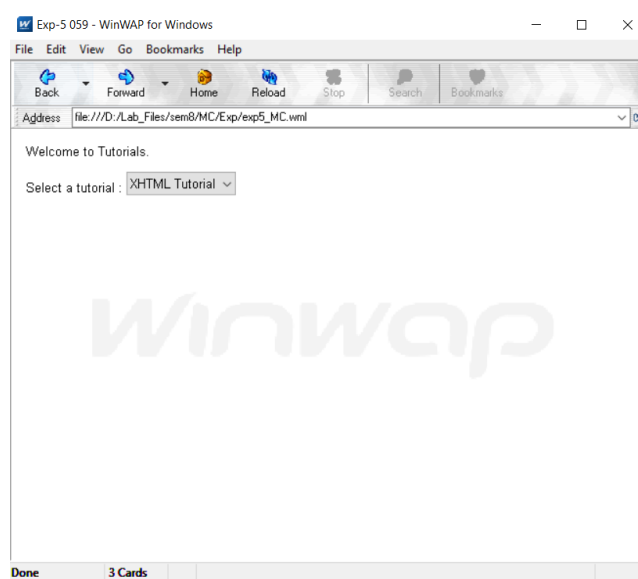 Exp-5 059 - WinWAP for Windows
File Edit View Go Bookmarks Help
Back Forward Home Reload Stop Search Bookmarks
Address file:///D:/Lab_Files/sem8/MC/Exp/exp5_MC.wml
Welcome to Tutorials.
Select a tutorial : XHTML Tutorial
Winwap
Done 3 Cards